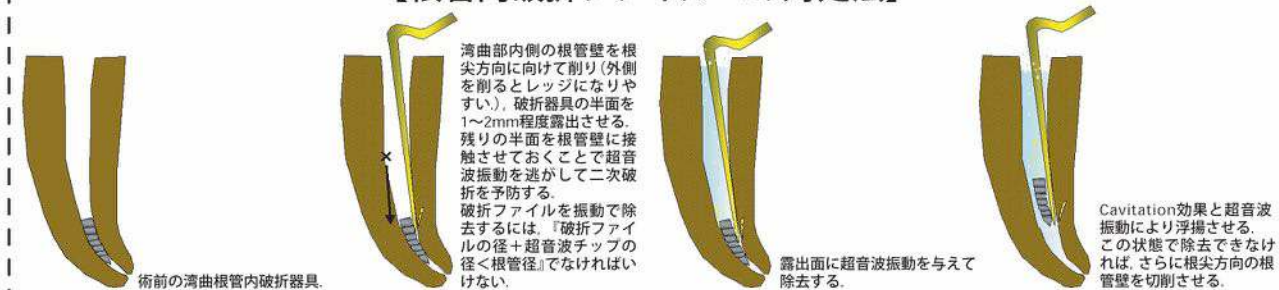 術前の湾曲根管内破折器具.
湾曲部内側の根管壁を根
尖方向に向けて削り(外側
を削るとレッジになりや
すい.), 破折器具の半面を
1〜2mm程度露出させる.
残りの半面を根管壁に接
触させておくことで超音
波振動を逃がして二次破
折を予防する.
破折ファイルを振動で除
去するには,『破折ファイ
ルの径+超音波チップの
径<根管径』でなければい
けない.
露出面に超音波振動を与えて
除去する.
Cavitation効果と超音波
振動により浮揚させる.
この状態で除去できなけ
れば, さらに根尖方向の根
管壁を切削させる.